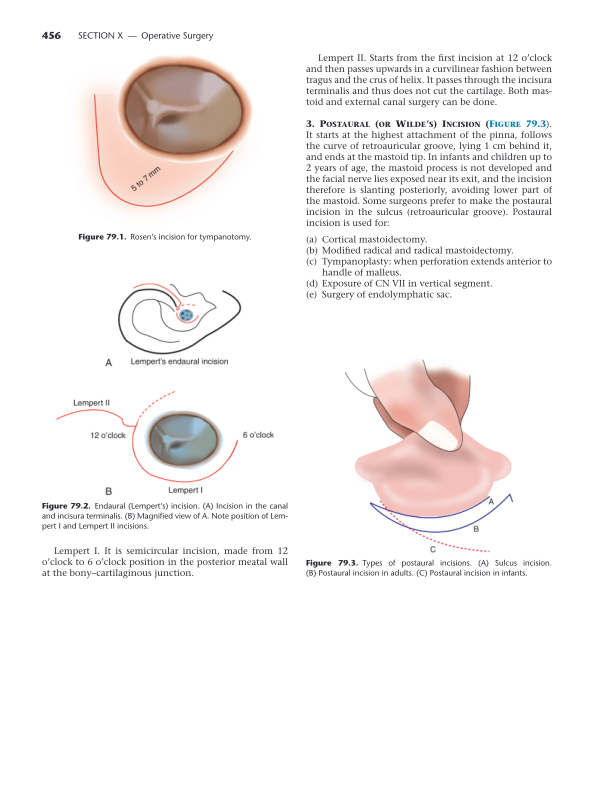 456 SECTION X — Operative Surgery
5 to 7 mm
Figure 79.1. Rosen's incision for tympanotomy.
A Lempert's endaural incision
Lempert II
12 o'clock
6 o'clock
B Lempert I
Figure 79.2. Endaural (Lempert's) incision. (A) Incision in the canal
and incisura terminalis. (B) Magnified view of A. Note position of Lem-
pert I and Lempert II incisions.
Lempert I. It is semicircular incision, made from 12
o'clock to 6 o'clock position in the posterior meatal wall
at the bony–cartilaginous junction.
Lempert II. Starts from the first incision at 12 o'clock
and then passes upwards in a curvilinear fashion between
tragus and the crus of helix. It passes through the incisura
terminalis and thus does not cut the cartilage. Both mas-
toid and external canal surgery can be done.
3. Postaural (or Wilde's) Incision (Figure 79.3).
It starts at the highest attachment of the pinna, follows
the curve of retroauricular groove, lying 1 cm behind it,
and ends at the mastoid tip. In infants and children up to
2 years of age, the mastoid process is not developed and
the facial nerve lies exposed near its exit, and the incision
therefore is slanting posteriorly, avoiding lower part of
the mastoid. Some surgeons prefer to make the postaural
incision in the sulcus (retroauricular groove). Postaural
incision is used for:
(a) Cortical mastoidectomy.
(b) Modified radical and radical mastoidectomy.
(c) Tympanoplasty: when perforation extends anterior to
handle of malleus.
(d) Exposure of CN VII in vertical segment.
(e) Surgery of endolymphatic sac.
A
B
C
Figure 79.3. Types of postaural incisions. (A) Sulcus incision.
(B) Postaural incision in adults. (C) Postaural incision in infants.